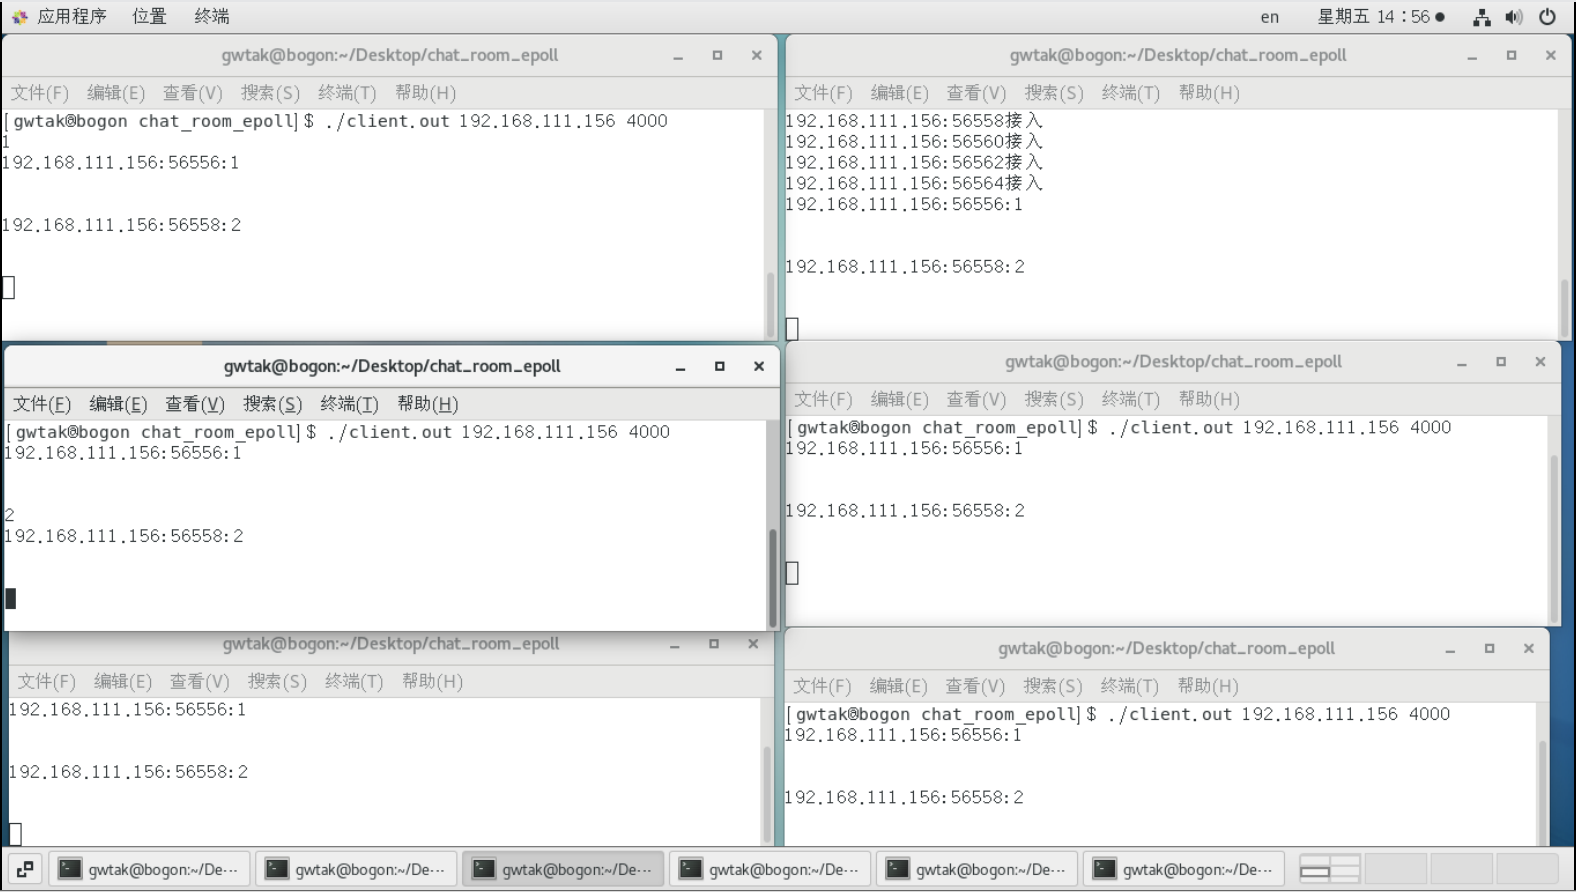 应用程序 位置 终端 en 星期五 14：56
gwtak@bogon:~/Desktop/chat_room_epoll
文件(F) 编辑(E) 查看(V) 搜索(S) 终端(T) 帮助(H)
[gwtak@bogon chat_room_epoll]$ ./client.out 192.168.111.156 4000
1
192.168.111.156:56556:1
192.168.111.156:56558:2
gwtak@bogon:~/Desktop/chat_room_epoll
文件(F) 编辑(E) 查看(V) 搜索(S) 终端(T) 帮助(H)
192.168.111.156:56558接入
192.168.111.156:56560接入
192.168.111.156:56562接入
192.168.111.156:56564接入
192.168.111.156:56556:1
192.168.111.156:56558:2
gwtak@bogon:~/Desktop/chat_room_epoll
文件(F) 编辑(E) 查看(V) 搜索(S) 终端(T) 帮助(H)
[gwtak@bogon chat_room_epoll]$ ./client.out 192.168.111.156 4000
192.168.111.156:56556:1
2
192.168.111.156:56558:2
gwtak@bogon:~/Desktop/chat_room_epoll
文件(F) 编辑(E) 查看(V) 搜索(S) 终端(T) 帮助(H)
[gwtak@bogon chat_room_epoll]$ ./client.out 192.168.111.156 4000
192.168.111.156:56556:1
192.168.111.156:56558:2
gwtak@bogon:~/Desktop/chat_room_epoll
文件(F) 编辑(E) 查看(V) 搜索(S) 终端(T) 帮助(H)
192.168.111.156:56556:1
192.168.111.156:56558:2
gwtak@bogon:~/Desktop/chat_room_epoll
文件(F) 编辑(E) 查看(V) 搜索(S) 终端(T) 帮助(H)
[gwtak@bogon chat_room_epoll]$ ./client.out 192.168.111.156 4000
192.168.111.156:56556:1
192.168.111.156:56558:2
gwtak@bogon:~/De··· gwtak@bogon:~/De··· gwtak@bogon:~/De··· gwtak@bogon:~/De··· gwtak@bogon:~/De··· gwtak@bogon:~/De···